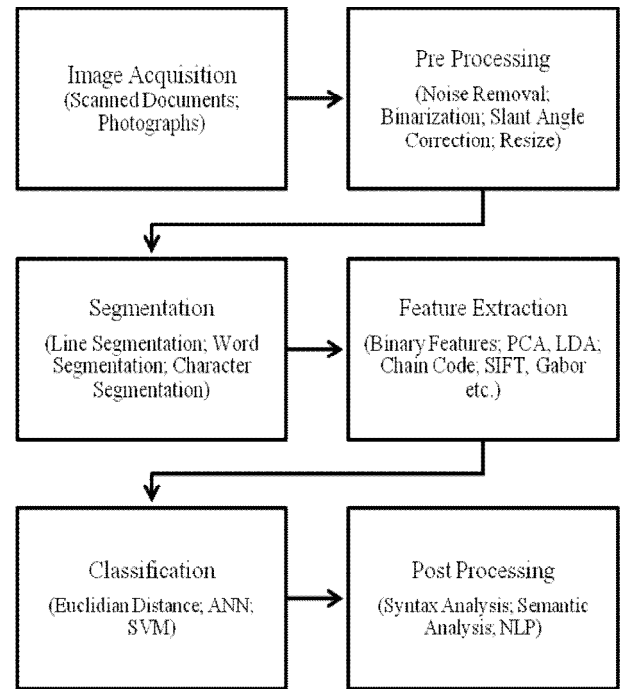 Image Acquisition
(Scanned Documents;
Photographs)
Pre Processing
(Noise Removal;
Binarization; Slant Angle
Correction; Resize)
Segmentation
(Line Segmentation; Word
Segmentation; Character
Segmentation)
Feature Extraction
(Binary Features; PCA, LDA;
Chain Code; SIFT, Gabor
etc.)
Classification
(Euclidian Distance; ANN;
SVM)
Post Processing
(Syntax Analysis; Semantic
Analysis; NLP)